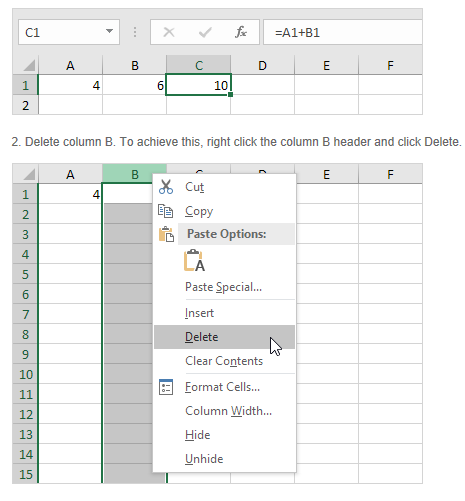 C1 fx =A1+B1
A B C D E F
1 4 6 10
2
2. Delete column B. To achieve this, right click the column B header and click Delete.
A B C D E F
1 4
2
3
4
5
6
7
8
9
10
11
12
13
14
15
Cut
Copy
Paste Options:
A
Paste Special...
Insert
Delete
Clear Contents
Format Cells...
Column Width...
Hide
Unhide